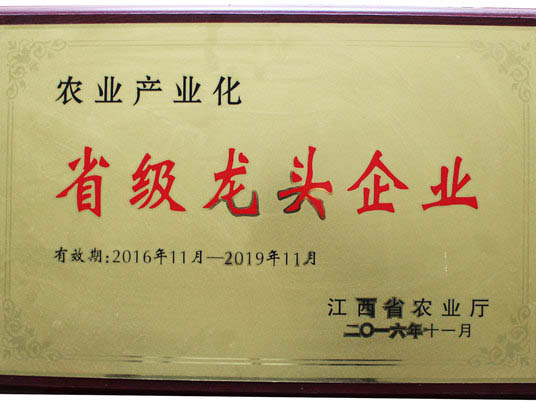 农业产业化
省级龙头企业
有效期:2016年11月—2019年11月
江西省农业厅
二〇一六年十一月